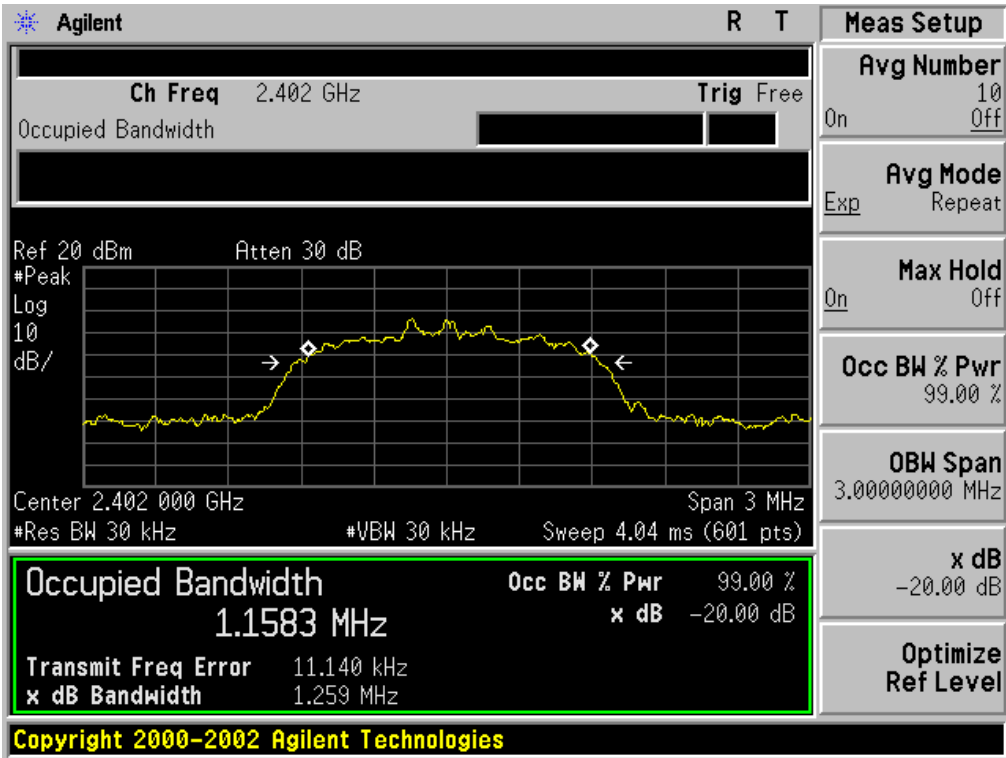 Agilent R T
Ch Freq 2.402 GHz Trig Free
Occupied Bandwidth
Ref 20 dBm Atten 30 dB
#Peak
Log
10
dB/
Center 2.402 000 GHz Span 3 MHz
#Res BW 30 kHz #VBW 30 kHz Sweep 4.04 ms (601 pts)
Occupied Bandwidth Occ BW % Pwr 99.00 %
1.1583 MHz x dB -20.00 dB
Transmit Freq Error 11.140 kHz
x dB Bandwidth 1.259 MHz
Copyright 2000-2002 Agilent Technologies
Meas Setup
Avg Number
10
On Off
Avg Mode
Exp Repeat
Max Hold
On Off
Occ BW % Pwr
99.00 %
OBW Span
3.00000000 MHz
x dB
-20.00 dB
Optimize
Ref Level